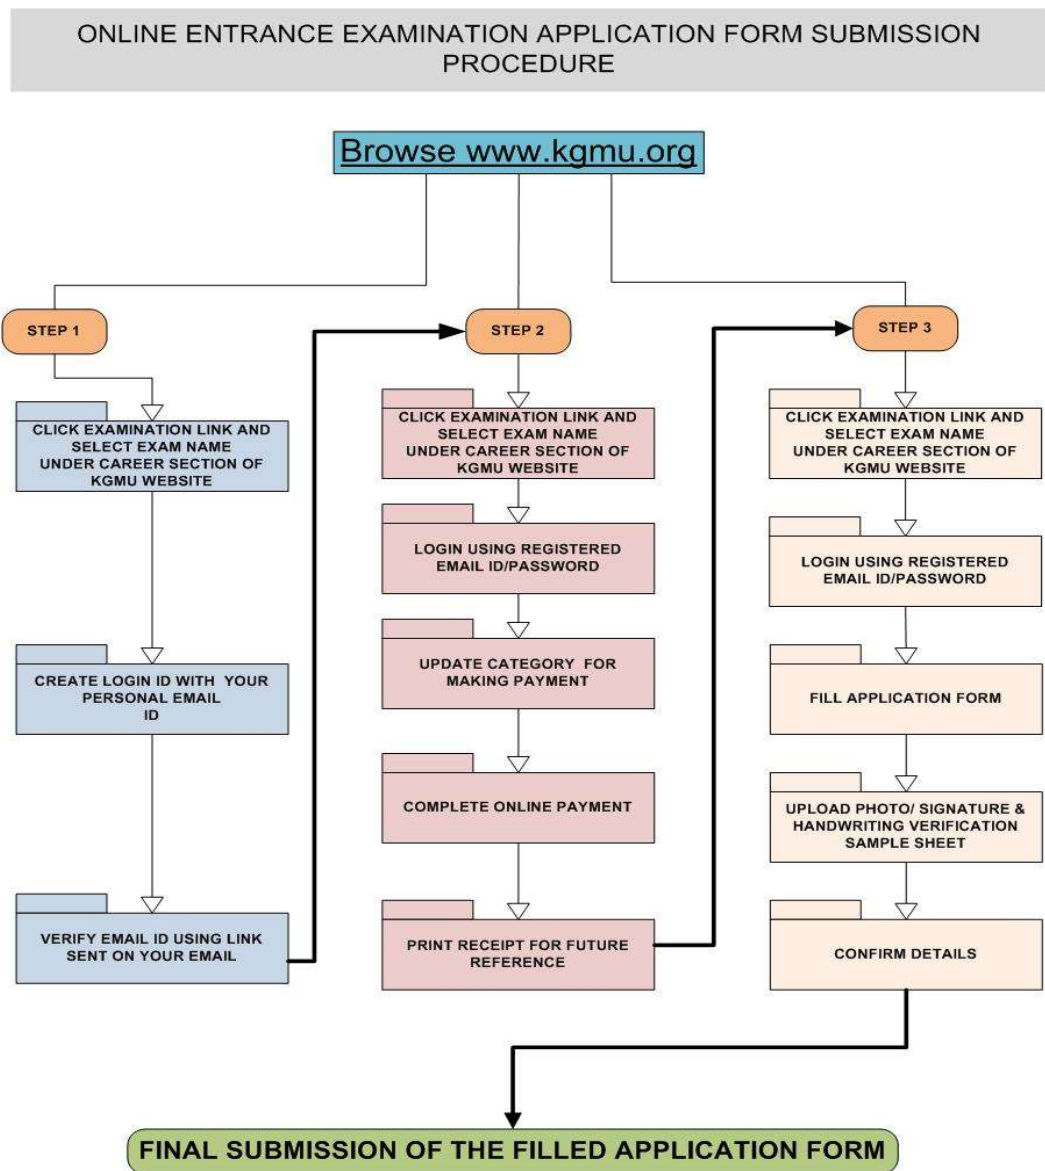 ONLINE ENTRANCE EXAMINATION APPLICATION FORM SUBMISSION
PROCEDURE
Browse www.kgmu.org
STEP 1
CLICK EXAMINATION LINK AND
SELECT EXAM NAME
UNDER CAREER SECTION OF
KGMU WEBSITE
CREATE LOGIN ID WITH YOUR
PERSONAL EMAIL
ID
VERIFY EMAIL ID USING LINK
SENT ON YOUR EMAIL
STEP 2
CLICK EXAMINATION LINK AND
SELECT EXAM NAME
UNDER CAREER SECTION OF
KGMU WEBSITE
LOGIN USING REGISTERED
EMAIL ID/PASSWORD
UPDATE CATEGORY FOR
MAKING PAYMENT
COMPLETE ONLINE PAYMENT
PRINT RECEIPT FOR FUTURE
REFERENCE
STEP 3
CLICK EXAMINATION LINK AND
SELECT EXAM NAME
UNDER CAREER SECTION OF
KGMU WEBSITE
LOGIN USING REGISTERED
EMAIL ID/PASSWORD
FILL APPLICATION FORM
UPLOAD PHOTO/ SIGNATURE &
HANDWRITING VERIFICATION
SAMPLE SHEET
CONFIRM DETAILS
FINAL SUBMISSION OF THE FILLED APPLICATION FORM